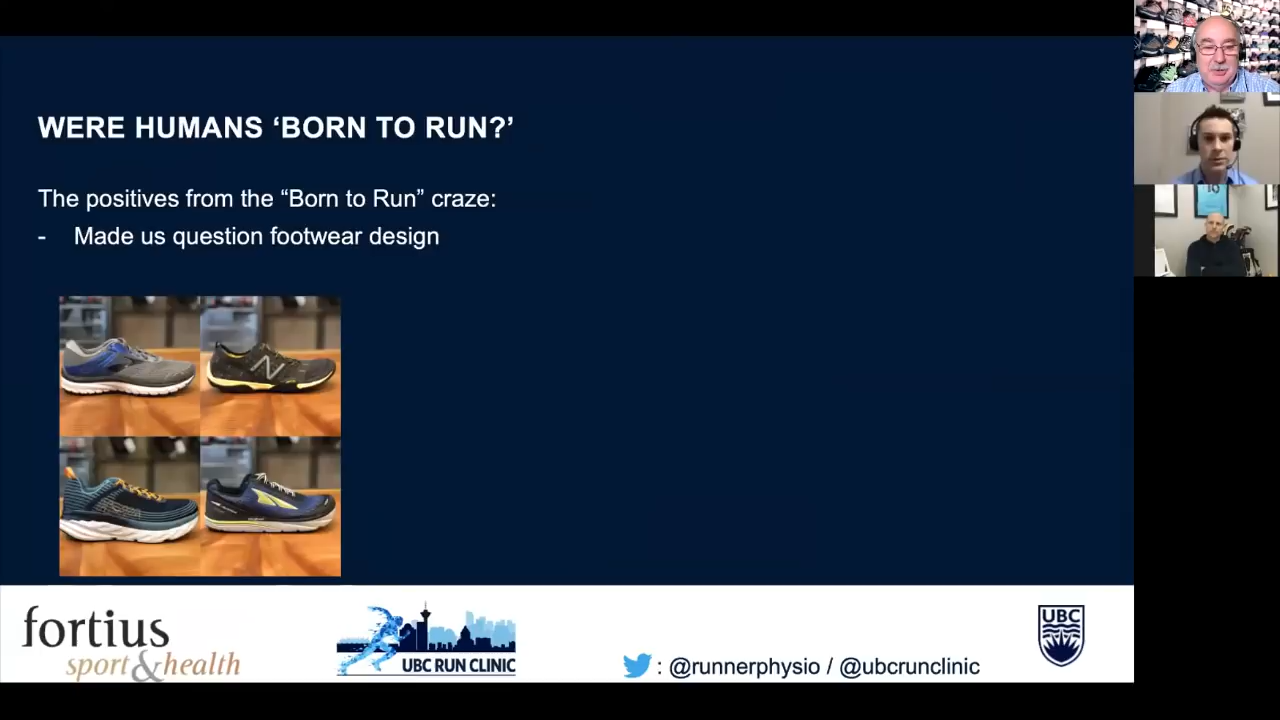 WERE HUMANS ‘BORN TO RUN?’
The positives from the “Born to Run” craze:
- Made us question footwear design
N
fortius
sport&health
UBC RUN CLINIC
: @runnerphysio / @ubcrunclinic
UBC